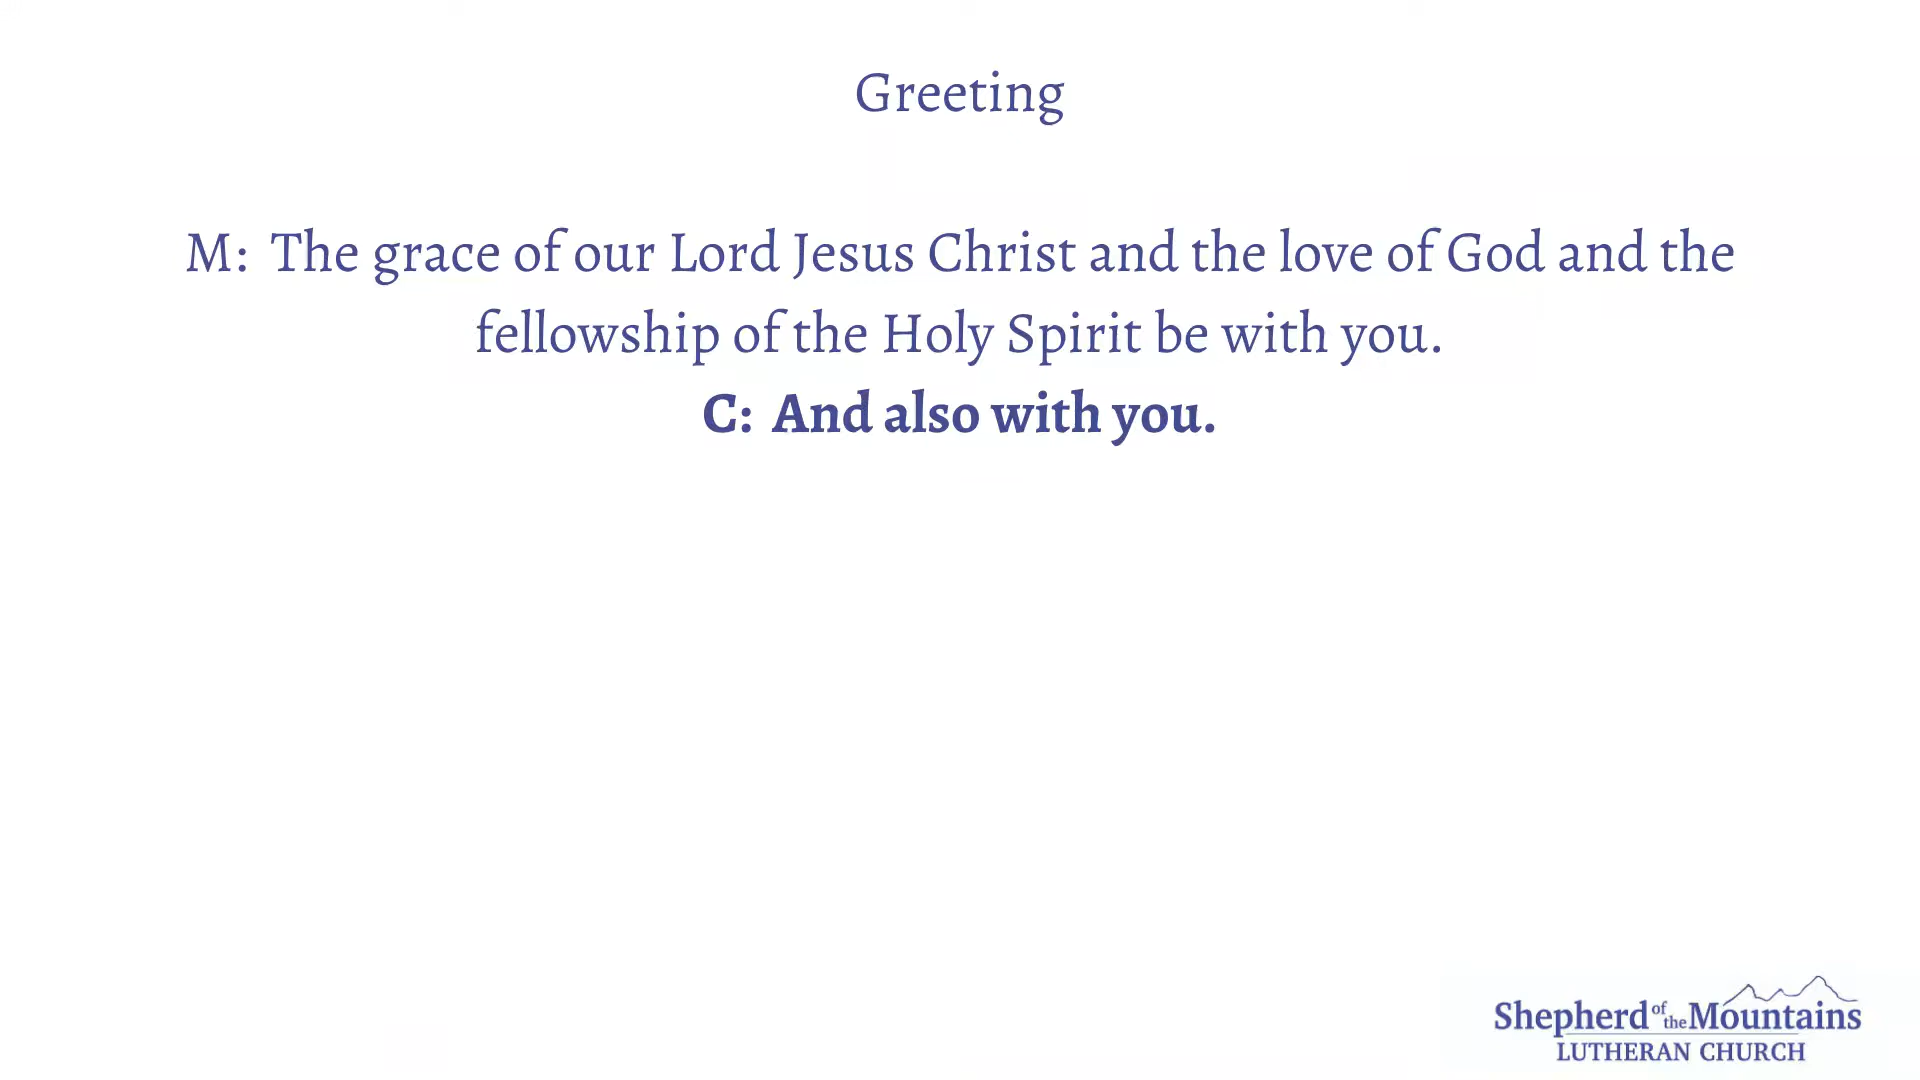 Greeting
M: The grace of our Lord Jesus Christ and the love of God and the
fellowship of the Holy Spirit be with you.
C: And also with you.
Shepherd of the Mountains
LUTHERAN CHURCH